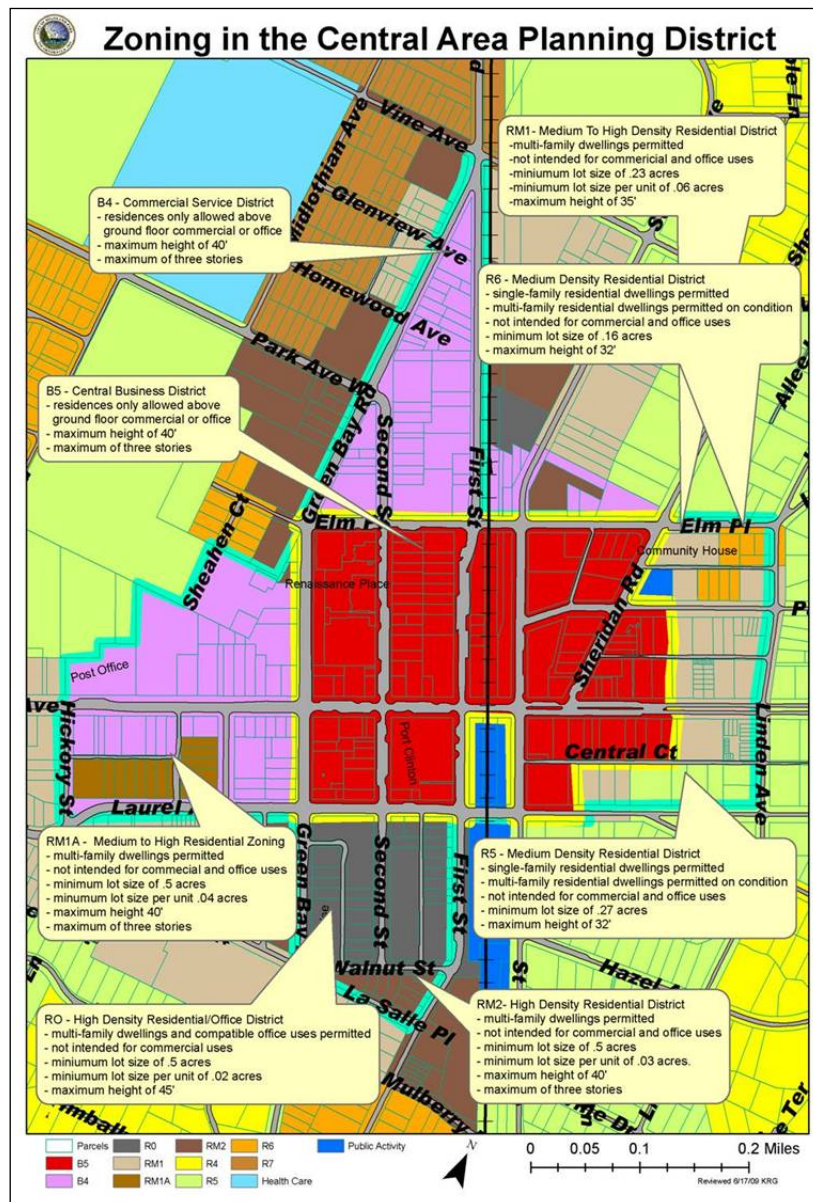 Zoning in the Central Area Planning District
Vine Ave
RM1- Medium To High Density Residential District
-multi-family dwellings permitted
-not intended for commericial and office uses
-miniumum lot size of .23 acres
-miniumum lot size per unit of .06 acres
-maximum height of 35'
B4 - Commercial Service District
- residences only allowed above
ground floor commercial or office
- maximum height of 40'
- maximum of three stories
Glenview Ave
Homewood Ave
R6 - Medium Density Residential District
- single-family residential dwellings permitted
- multi-family residential dwellings permitted on condition
- not intended for commercial and office uses
- minimum lot size of .16 acres
- maximum height of 32'
Park Ave W
B5 - Central Business District
- residences only allowed above
ground floor commercial or office
- maximum height of 40'
- maximum of three stories
Green Bay R
Second S
First St
Elm P
Elm Pl
Sheahen Ct
Community House
Renaissance Place
Sheridan Rd
Post Office
Ave
Hickory St
Port Clinton
Central Ct
Linden Ave
Laurel
RM1A - Medium to High Residential Zoning
- multi-family dwellings permitted
- not intended for commecial and office uses
- minimum lot size of .5 acres
- minumum lot size per unit .04 acres
- maximum height 40'
- maximum of three stories
Green Bay
Second St
First St
R5 - Medium Density Residential District
- single-family residential dwellings permitted
- multi-family residential dwellings permitted on condition
- not intended for commercial and office uses
- minimum lot size of .27 acres
- maximum height of 32'
Walnut St
St
Hazel
La Salle Pl
RO - High Density Residential/Office District
- multi-family dwellings and compatible office uses permitted
- not intended for commercial uses
- minimum lot size of .5 acres
- miniumum lot size per unit of .02 acres
- maximum height of 45'
RM2- High Density Residential District
- multi-family dwellings permitted
- not intended for commercial and office uses
- minimum lot size of .5 acres
- minimum lot size per unit of .03 acres.
- maximum height of 40'
- maximum of three stories
Mulberry
Parcels R0 RM2 R6 Public Activity
B5 RM1 R4 R7
B4 RM1A R5 Health Care
N
0 0.05 0.1 0.2 Miles
Reviewed 6/17/09 KRG